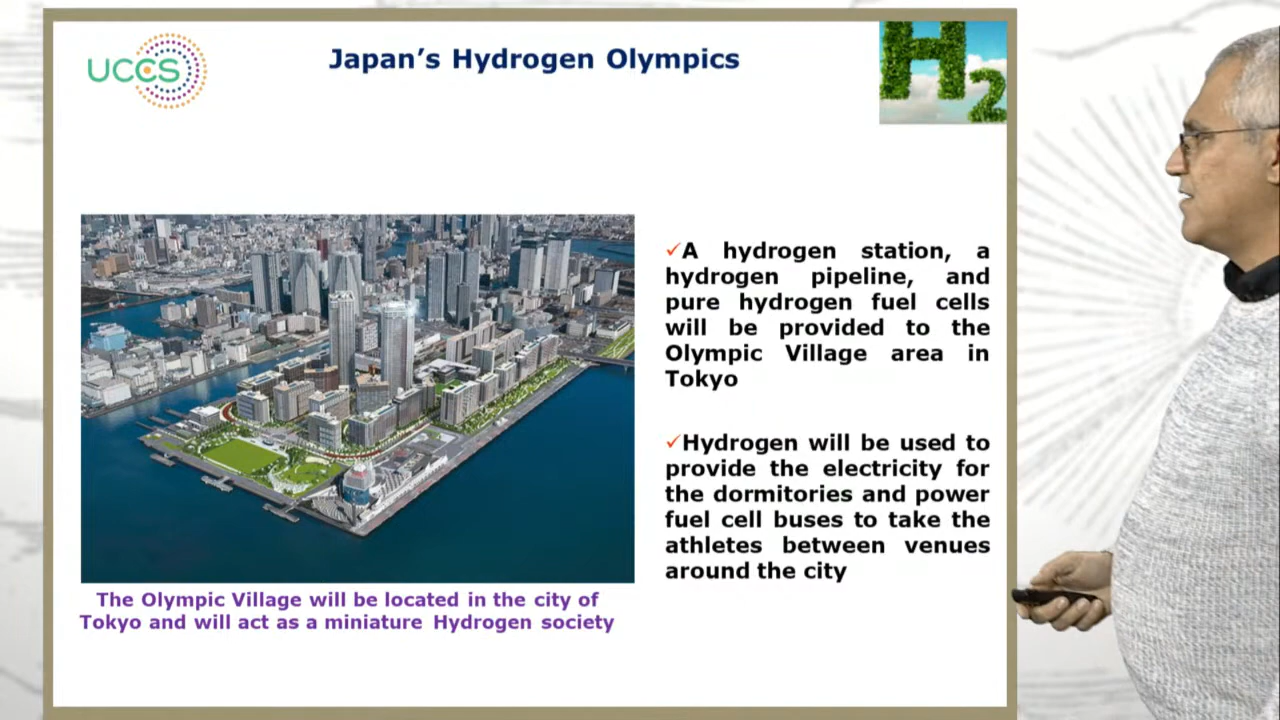 UCCS
Japan's Hydrogen Olympics
H2
✓A hydrogen station, a
hydrogen pipeline, and
pure hydrogen fuel cells
will be provided to the
Olympic Village area in
Tokyo
✓Hydrogen will be used to
provide the electricity for
the dormitories and power
fuel cell buses to take the
athletes between venues
around the city
The Olympic Village will be located in the city of
Tokyo and will act as a miniature Hydrogen society